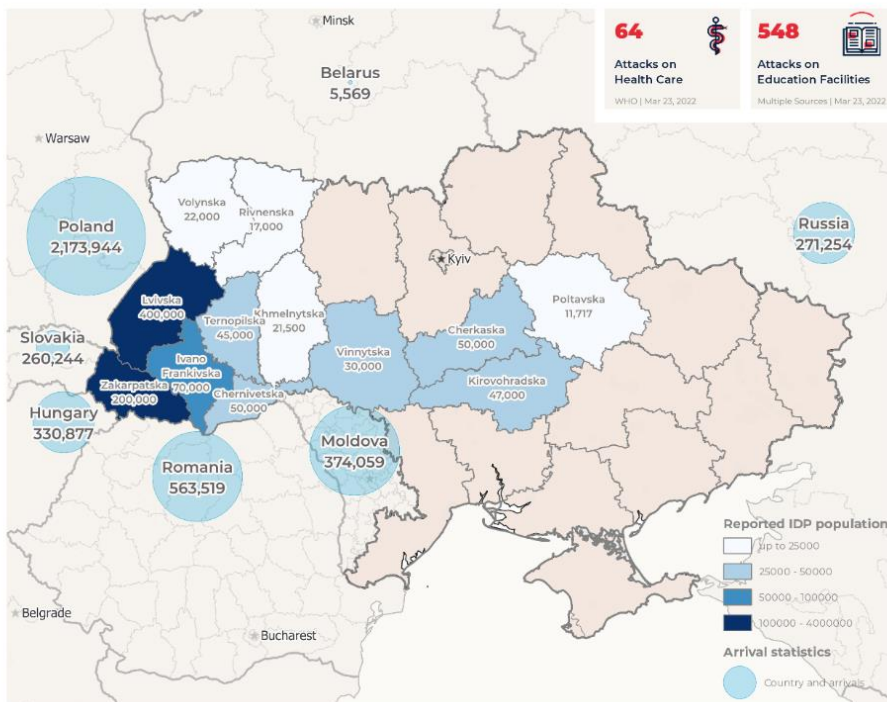 64
Attacks on
Health Care
WHO | Mar 23, 2022
548
Attacks on
Education Facilities
Multiple Sources | Mar 23, 2022
Minsk
Belarus
5,569
Warsaw
Poland
2,173,944
Volynska
22,000
Rivnenska
17,000
Russia
271,254
Kyiv
Lvivska
400,000
Ternopilska
45,000
Khmelnytska
21,500
Poltavska
11,717
Cherkaska
50,000
Slovakia
260,244
Ivano
Frankivska
70,000
Vinnytska
30,000
Zakarpatska
200,000
Chernivetska
50,000
Kirovohradska
47,000
Hungary
330,877
Moldova
374,059
Romania
563,519
Belgrade
Bucharest
Reported IDP population
up to 25000
25000 - 50000
50000 - 100000
100000 - 4000000
Arrival statistics
Country and arrivals